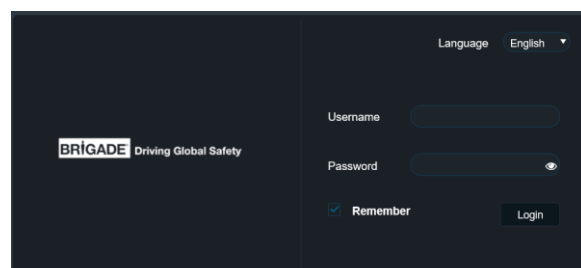 Language English
Username
BRIGADE Driving Global Safety
Password
Remember
Login